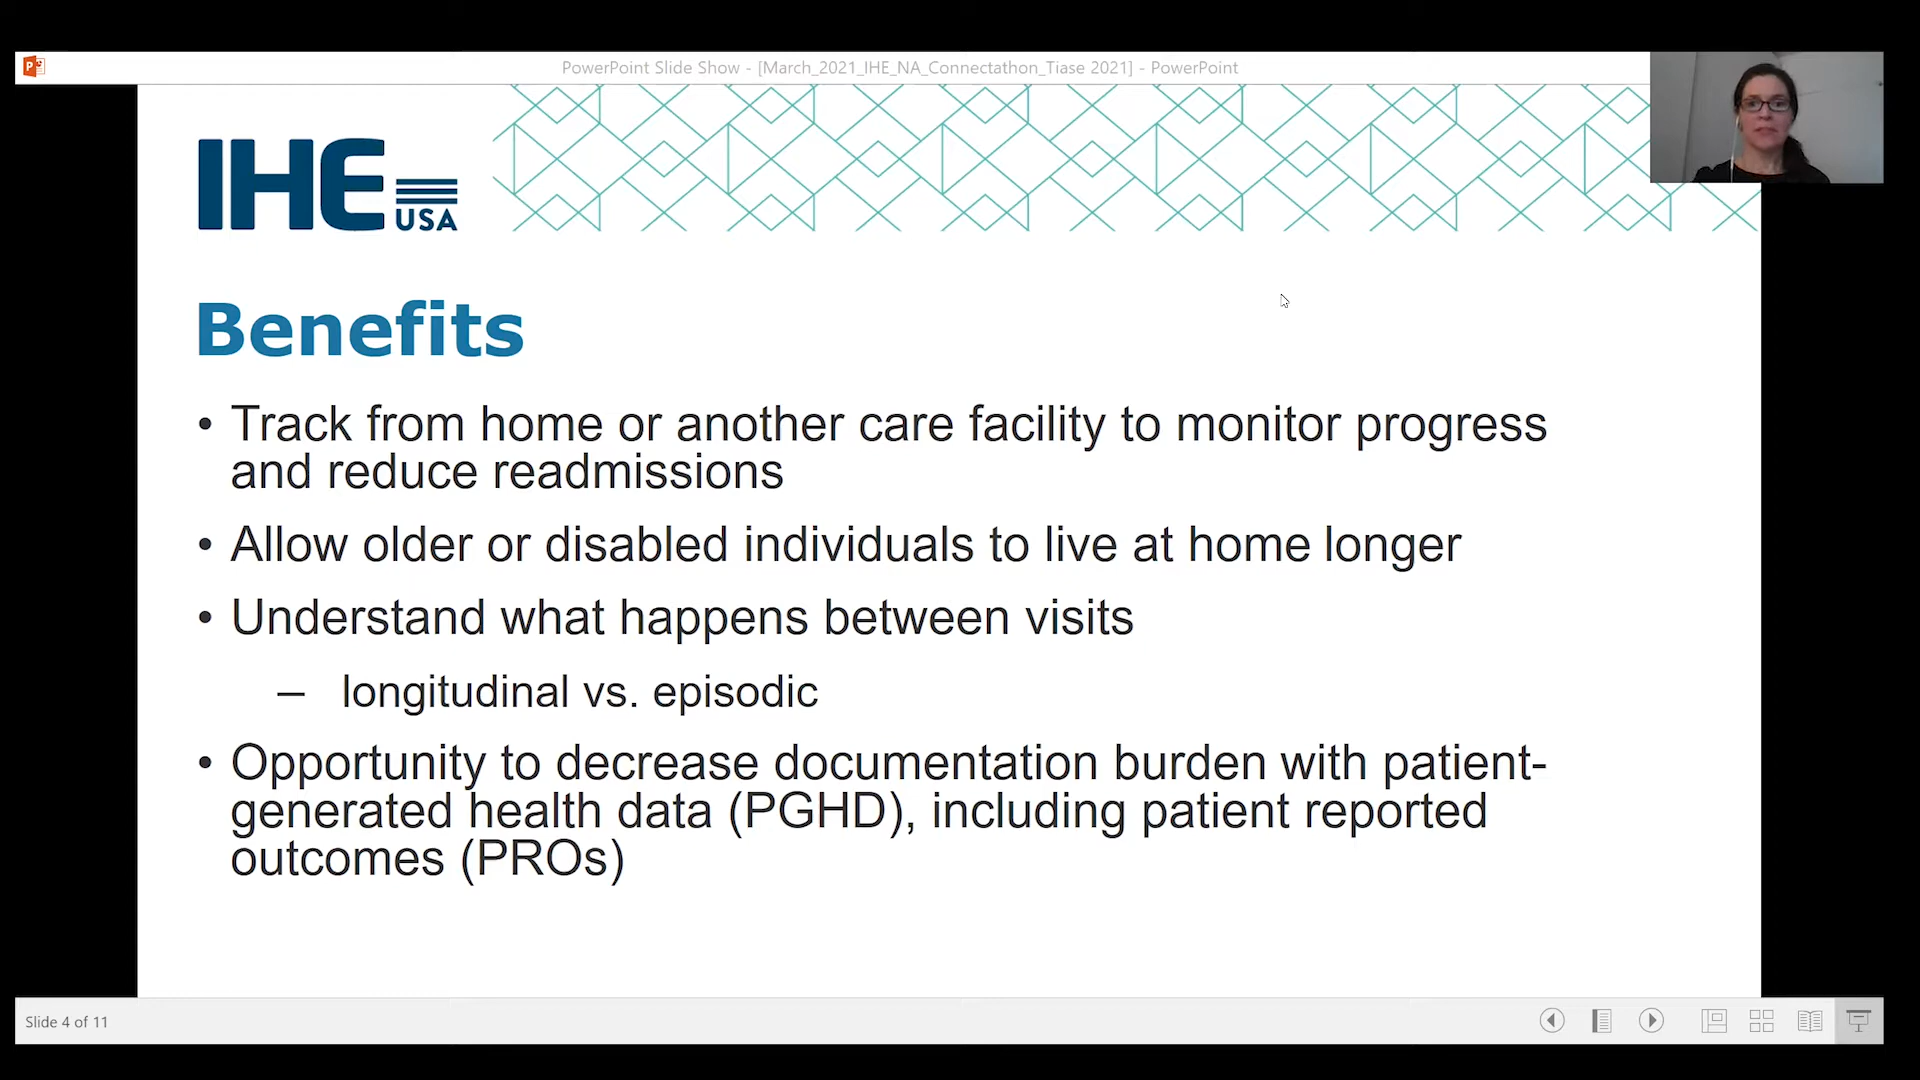 PowerPoint Slide Show - [March_2021_IHE_NA_Connectathon_Tiase 2021] - PowerPoint
IHE
USA
Benefits
• Track from home or another care facility to monitor progress
and reduce readmissions
• Allow older or disabled individuals to live at home longer
• Understand what happens between visits
– longitudinal vs. episodic
• Opportunity to decrease documentation burden with patient-
generated health data (PGHD), including patient reported
outcomes (PROs)
Slide 4 of 11